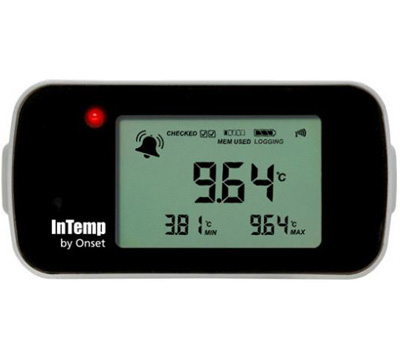 CHECKED
MEM USED LOGGING
9.64 °C
3.81 °C MIN 9.64 °C MAX
InTemp
by Onset